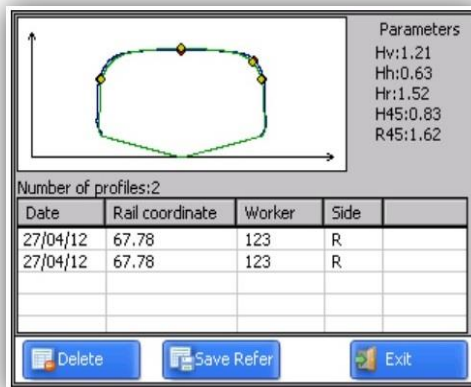 Parameters
Hv:1.21
Hh:0.63
Hr:1.52
H45:0.83
R45:1.62
Number of profiles:2
Date Rail coordinate Worker Side
27/04/12 67.78 123 R
27/04/12 67.78 123 R
Delete Save Refer Exit